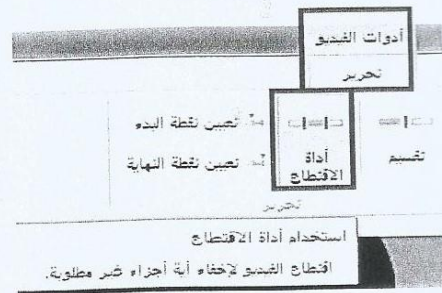 أدوات الفيديو
تحرير
تقسيم
أداة
الاقتطاع
تعيين نقطة البدء
تعيين نقطة النهاية
تحرير
استخدام أداة الاقتطاع
اقتطاع الفيديو لإخفاء أية أجزاء غير مطلوبة.